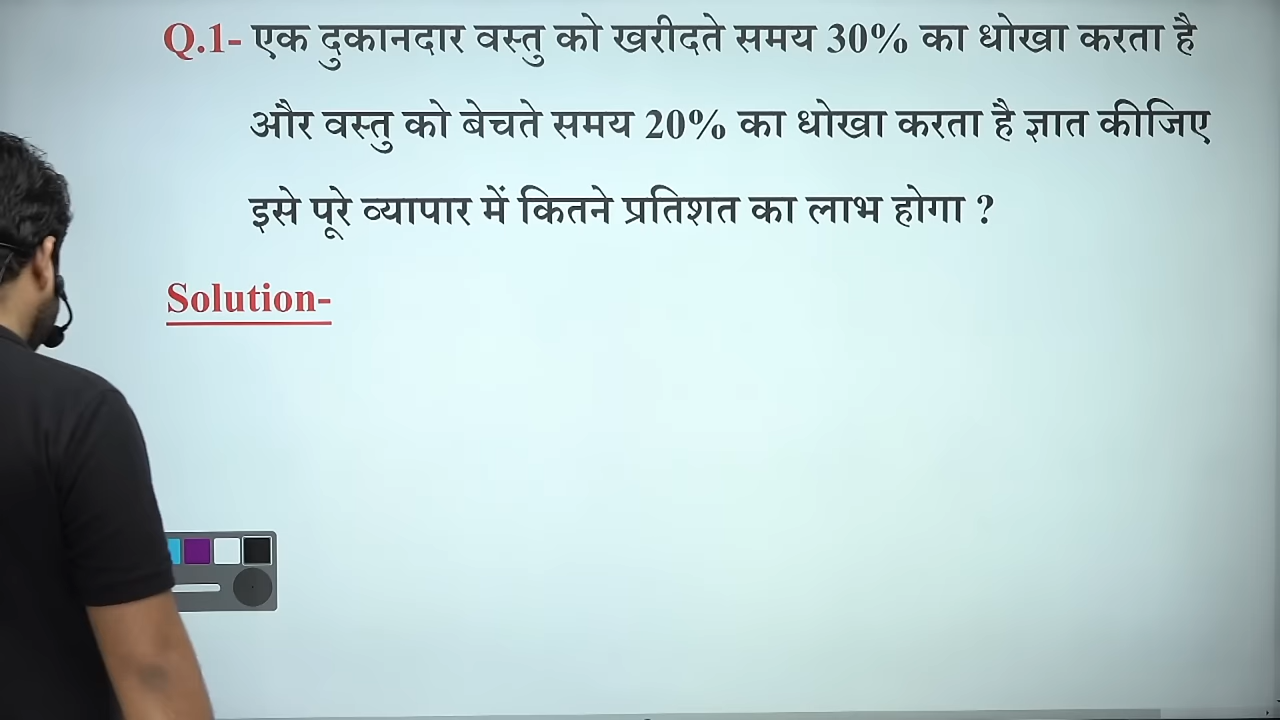 Q.1- एक दुकानदार वस्तु को खरीदते समय 30% का धोखा करता है
और वस्तु को बेचते समय 20% का धोखा करता है ज्ञात कीजिए
इसे पूरे व्यापार में कितने प्रतिशत का लाभ होगा ?
Solution-